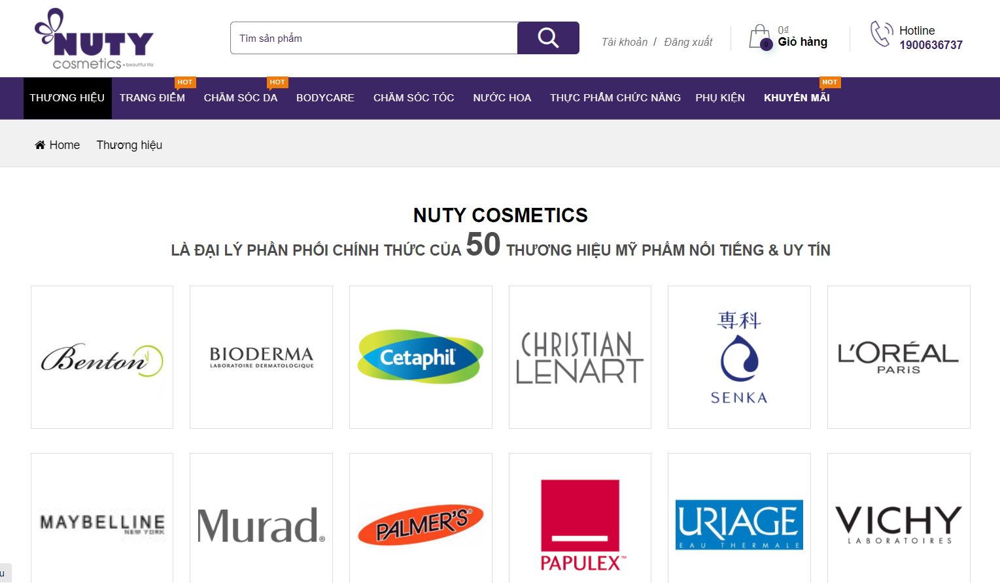 NUTY
cosmetics • beautiful life
Tìm sản phẩm
Tài khoản / Đăng xuất
0₫
0
Giỏ hàng
Hotline
1900636737
HOT
HOT
HOT
THƯƠNG HIỆU TRANG ĐIỂM CHĂM SÓC DA BODYCARE CHĂM SÓC TÓC NƯỚC HOA THỰC PHẨM CHỨC NĂNG PHỤ KIỆN KHUYẾN MÃI
Home Thương hiệu
NUTY COSMETICS
LÀ ĐẠI LÝ PHÂN PHỐI CHÍNH THỨC CỦA 50 THƯƠNG HIỆU MỸ PHẨM NỔI TIẾNG & UY TÍN
Benton
BIODERMA
LABORATOIRE DERMATOLOGIQUE
Cetaphil®
CHRISTIAN
LENART
専科
SENKA
L'ORÉAL
PARiS
MAYBELLINE
NEW YORK
Murad®
PALMER'S®
PAPULEX™
URIAGE
EAU THERMALE
VICHY
LABORATOIRES
u